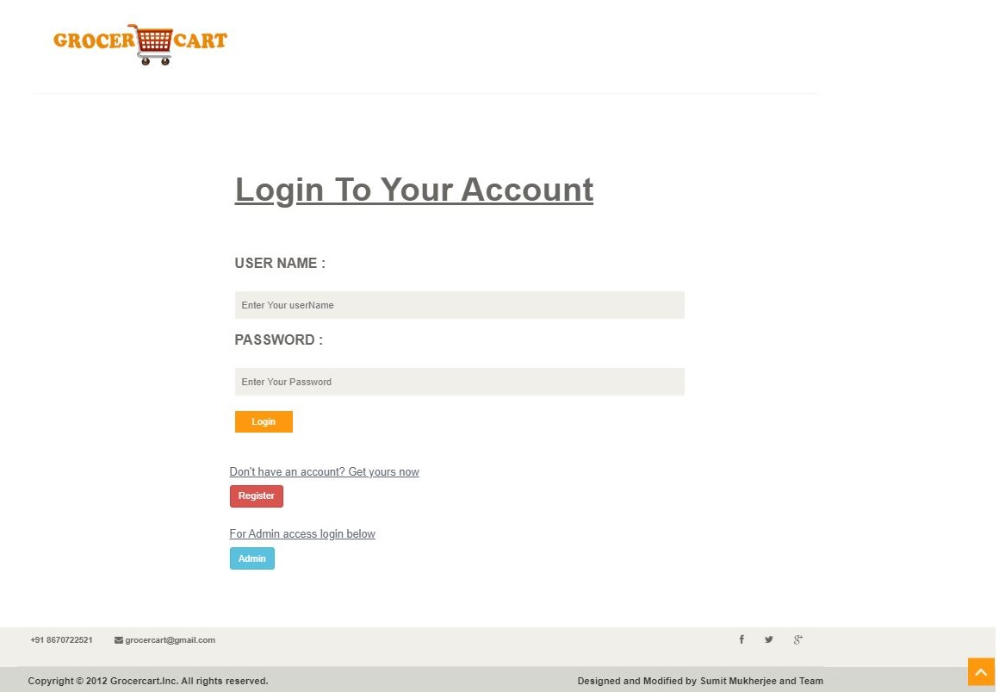 GROCER CART
Login To Your Account
USER NAME :
Enter Your userName
PASSWORD :
Enter Your Password
Login
Don't have an account? Get yours now
Register
For Admin access login below
Admin
+91 8670722521 grocercart@gmail.com
Copyright © 2012 Grocercart.Inc. All rights reserved. Designed and Modified by Sumit Mukherjee and Team